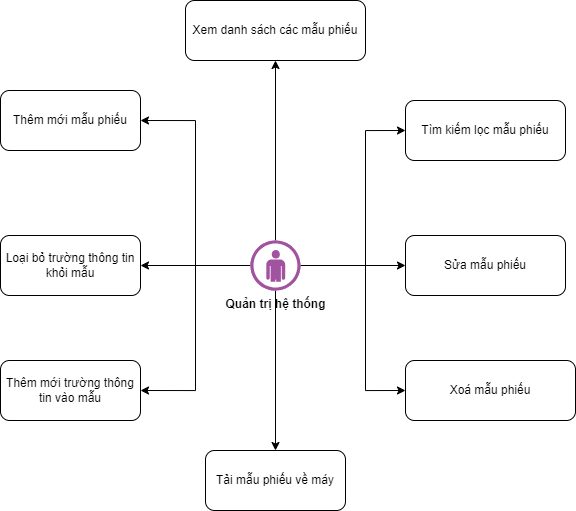 Xem danh sách các mẫu phiếu
Thêm mới mẫu phiếu
Tìm kiếm lọc mẫu phiếu
Loại bỏ trường thông tin
khỏi mẫu
Sửa mẫu phiếu
Quản trị hệ thống
Thêm mới trường thông
tin vào mẫu
Xoá mẫu phiếu
Tải mẫu phiếu về máy